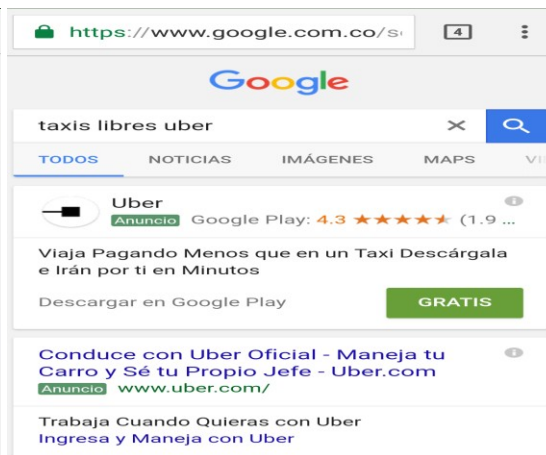 https://www.google.com.co/s
4
Google
taxis libres uber
TODOS NOTICIAS IMÁGENES MAPS VI
Uber
Anuncio Google Play: 4.3 (1.9 ...
Viaja Pagando Menos que en un Taxi Descárgala
e Irán por ti en Minutos
Descargar en Google Play GRATIS
Conduce con Uber Oficial - Maneja tu
Carro y Sé tu Propio Jefe - Uber.com
Anuncio www.uber.com/
Trabaja Cuando Quieras con Uber
Ingresa y Maneja con Uber